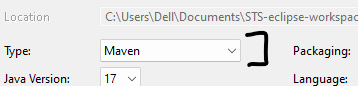 Location C:\Users\Dell\Documents\STS-eclipse-workspac
Type: Maven Packaging:
Java Version: 17 Language: